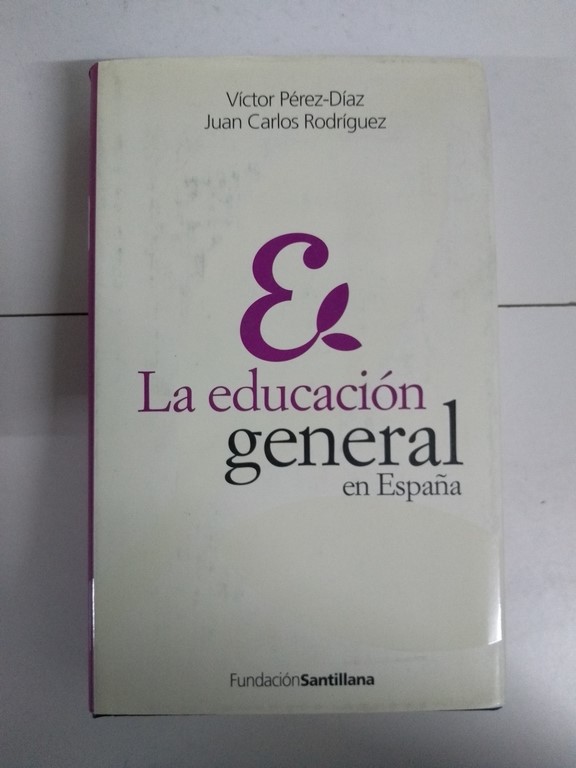 Víctor Pérez-Díaz
Juan Carlos Rodríguez
La educación
general
en España
FundaciónSantillana